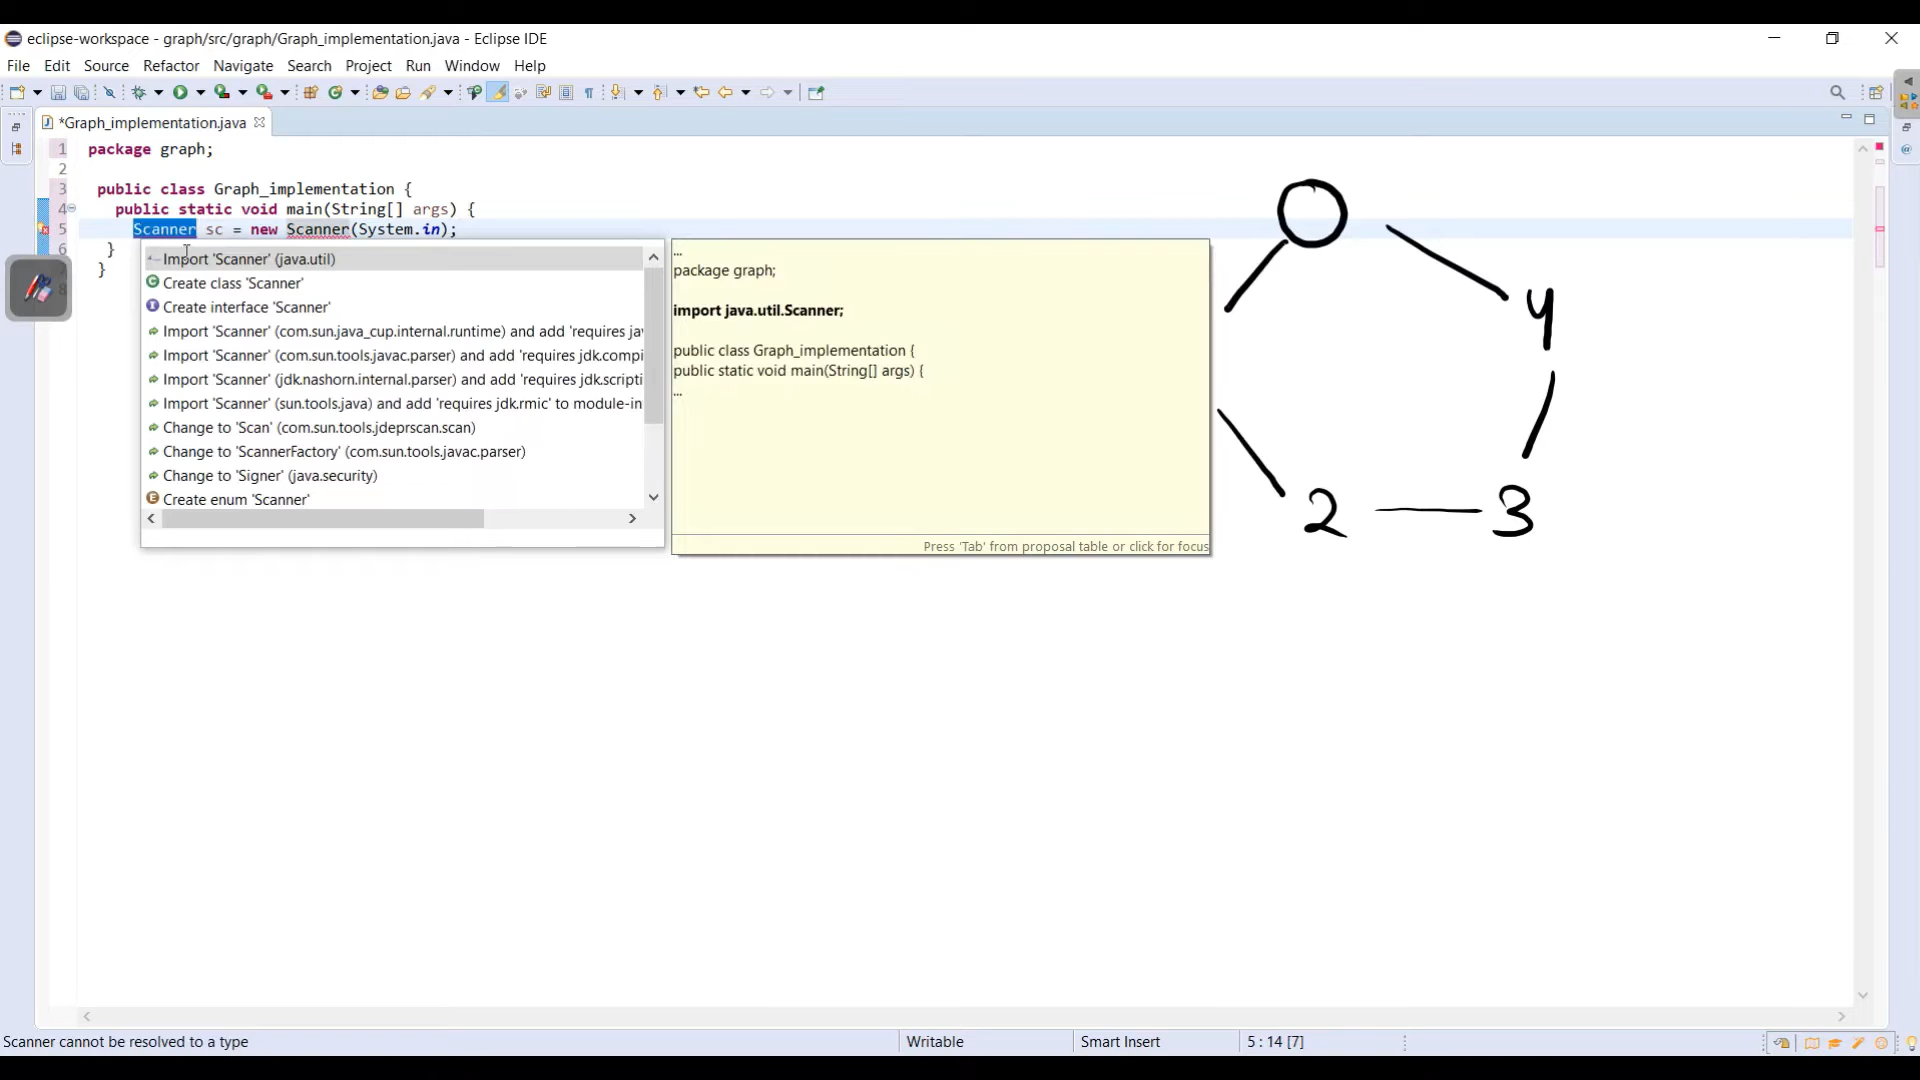 eclipse-workspace - graph/src/graph/Graph_implementation.java - Eclipse IDE
File Edit Source Refactor Navigate Search Project Run Window Help
*Graph_implementation.java
1 package graph;
2
3 public class Graph_implementation {
4 public static void main(String[] args) {
5 Scanner sc = new Scanner(System.in);
6 }
}
Import 'Scanner' (java.util)
Create class 'Scanner'
Create interface 'Scanner'
Import 'Scanner' (com.sun.java_cup.internal.runtime) and add 'requires jav
Import 'Scanner' (com.sun.tools.javac.parser) and add 'requires jdk.compi
Import 'Scanner' (jdk.nashorn.internal.parser) and add 'requires jdk.scripti
Import 'Scanner' (sun.tools.java) and add 'requires jdk.rmic' to module-in
Change to 'Scan' (com.sun.tools.jdeprscan.scan)
Change to 'ScannerFactory' (com.sun.tools.javac.parser)
Change to 'Signer' (java.security)
Create enum 'Scanner'
...
package graph;
import java.util.Scanner;
public class Graph_implementation {
public static void main(String[] args) {
...
Press 'Tab' from proposal table or click for focus
4
2
3
Scanner cannot be resolved to a type
Writable
Smart Insert
5 : 14 [7]